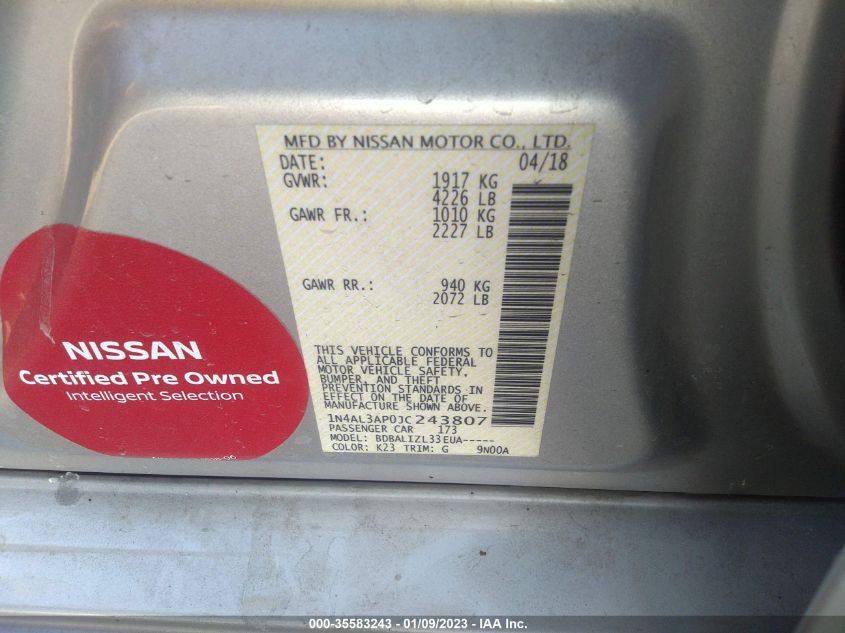 MFD BY NISSAN MOTOR CO., LTD.
DATE: 04/18
GVWR: 1917 KG
4226 LB
GAWR FR.: 1010 KG
2227 LB
GAWR RR.: 940 KG
2072 LB
THIS VEHICLE CONFORMS TO
ALL APPLICABLE FEDERAL
MOTOR VEHICLE SAFETY,
BUMPER, AND THEFT
PREVENTION STANDARDS IN
EFFECT ON THE DATE OF
MANUFACTURE SHOWN ABOVE.
1N4AL3AP0JC243807
PASSENGER CAR 173
MODEL: BDBALIZL33EUA-----
COLOR: K23 TRIM: G 9N00A
NISSAN
Certified Pre Owned
Intelligent Selection
000-35583243 - 01/09/2023 - IAA Inc.